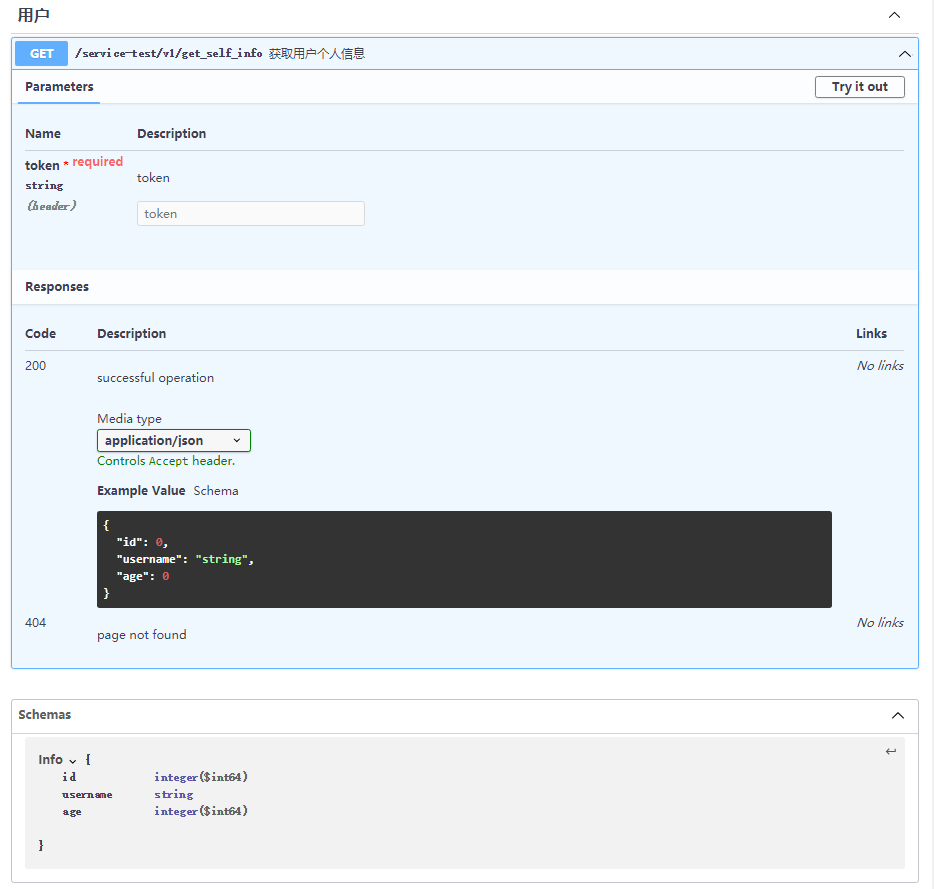 用户
GET /service-test/v1/get_self_info 获取用户个人信息
Parameters
Try it out
Name Description
token * required
string
(header)
token
token
Responses
Code Description Links
200 No links
successful operation
Media type
application/json
Controls Accept header.
Example Value Schema
{
"id": 0,
"username": "string",
"age": 0
}
404 No links
page not found
Schemas
Info {
id integer($int64)
username string
age integer($int64)
}